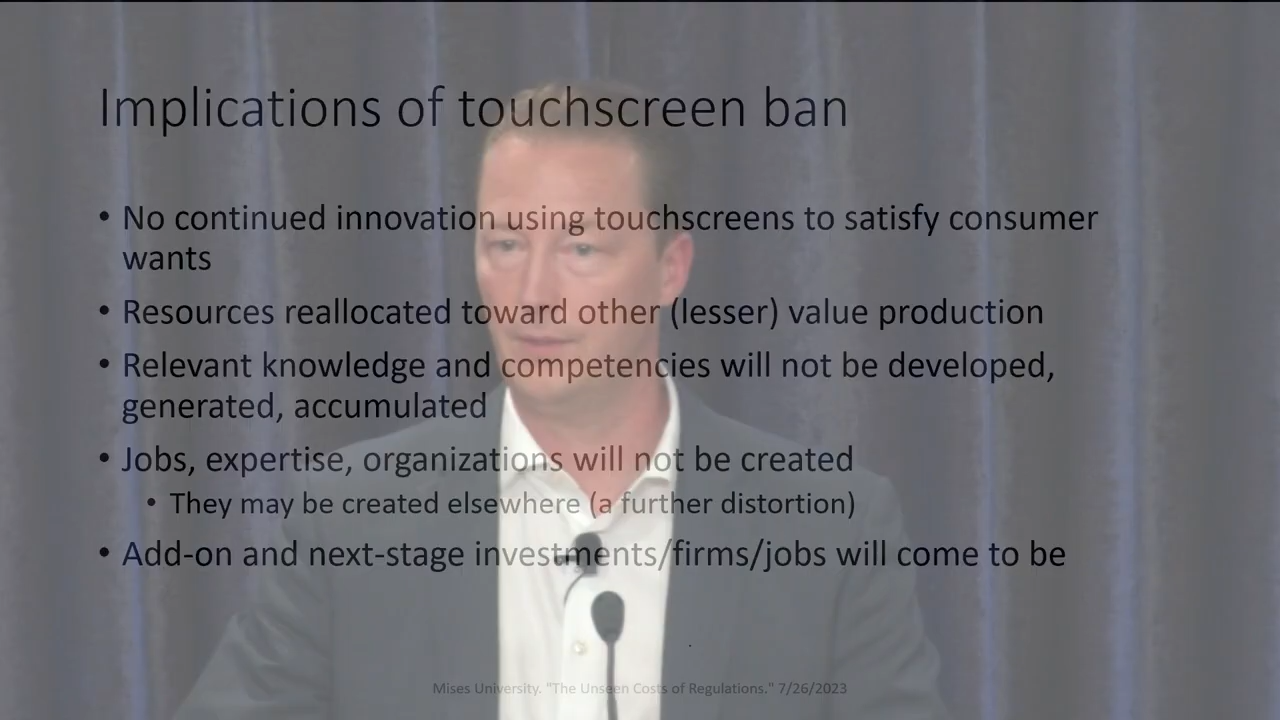 Implications of touchscreen ban
• No continued innovation using touchscreens to satisfy consumer
wants
• Resources reallocated toward other (lesser) value production
• Relevant knowledge and competencies will not be developed,
generated, accumulated
• Jobs, expertise, organizations will not be created
• They may be created elsewhere (a further distortion)
• Add-on and next-stage investments/firms/jobs will come to be
Mises University. "The Unseen Costs of Regulations." 7/26/2023